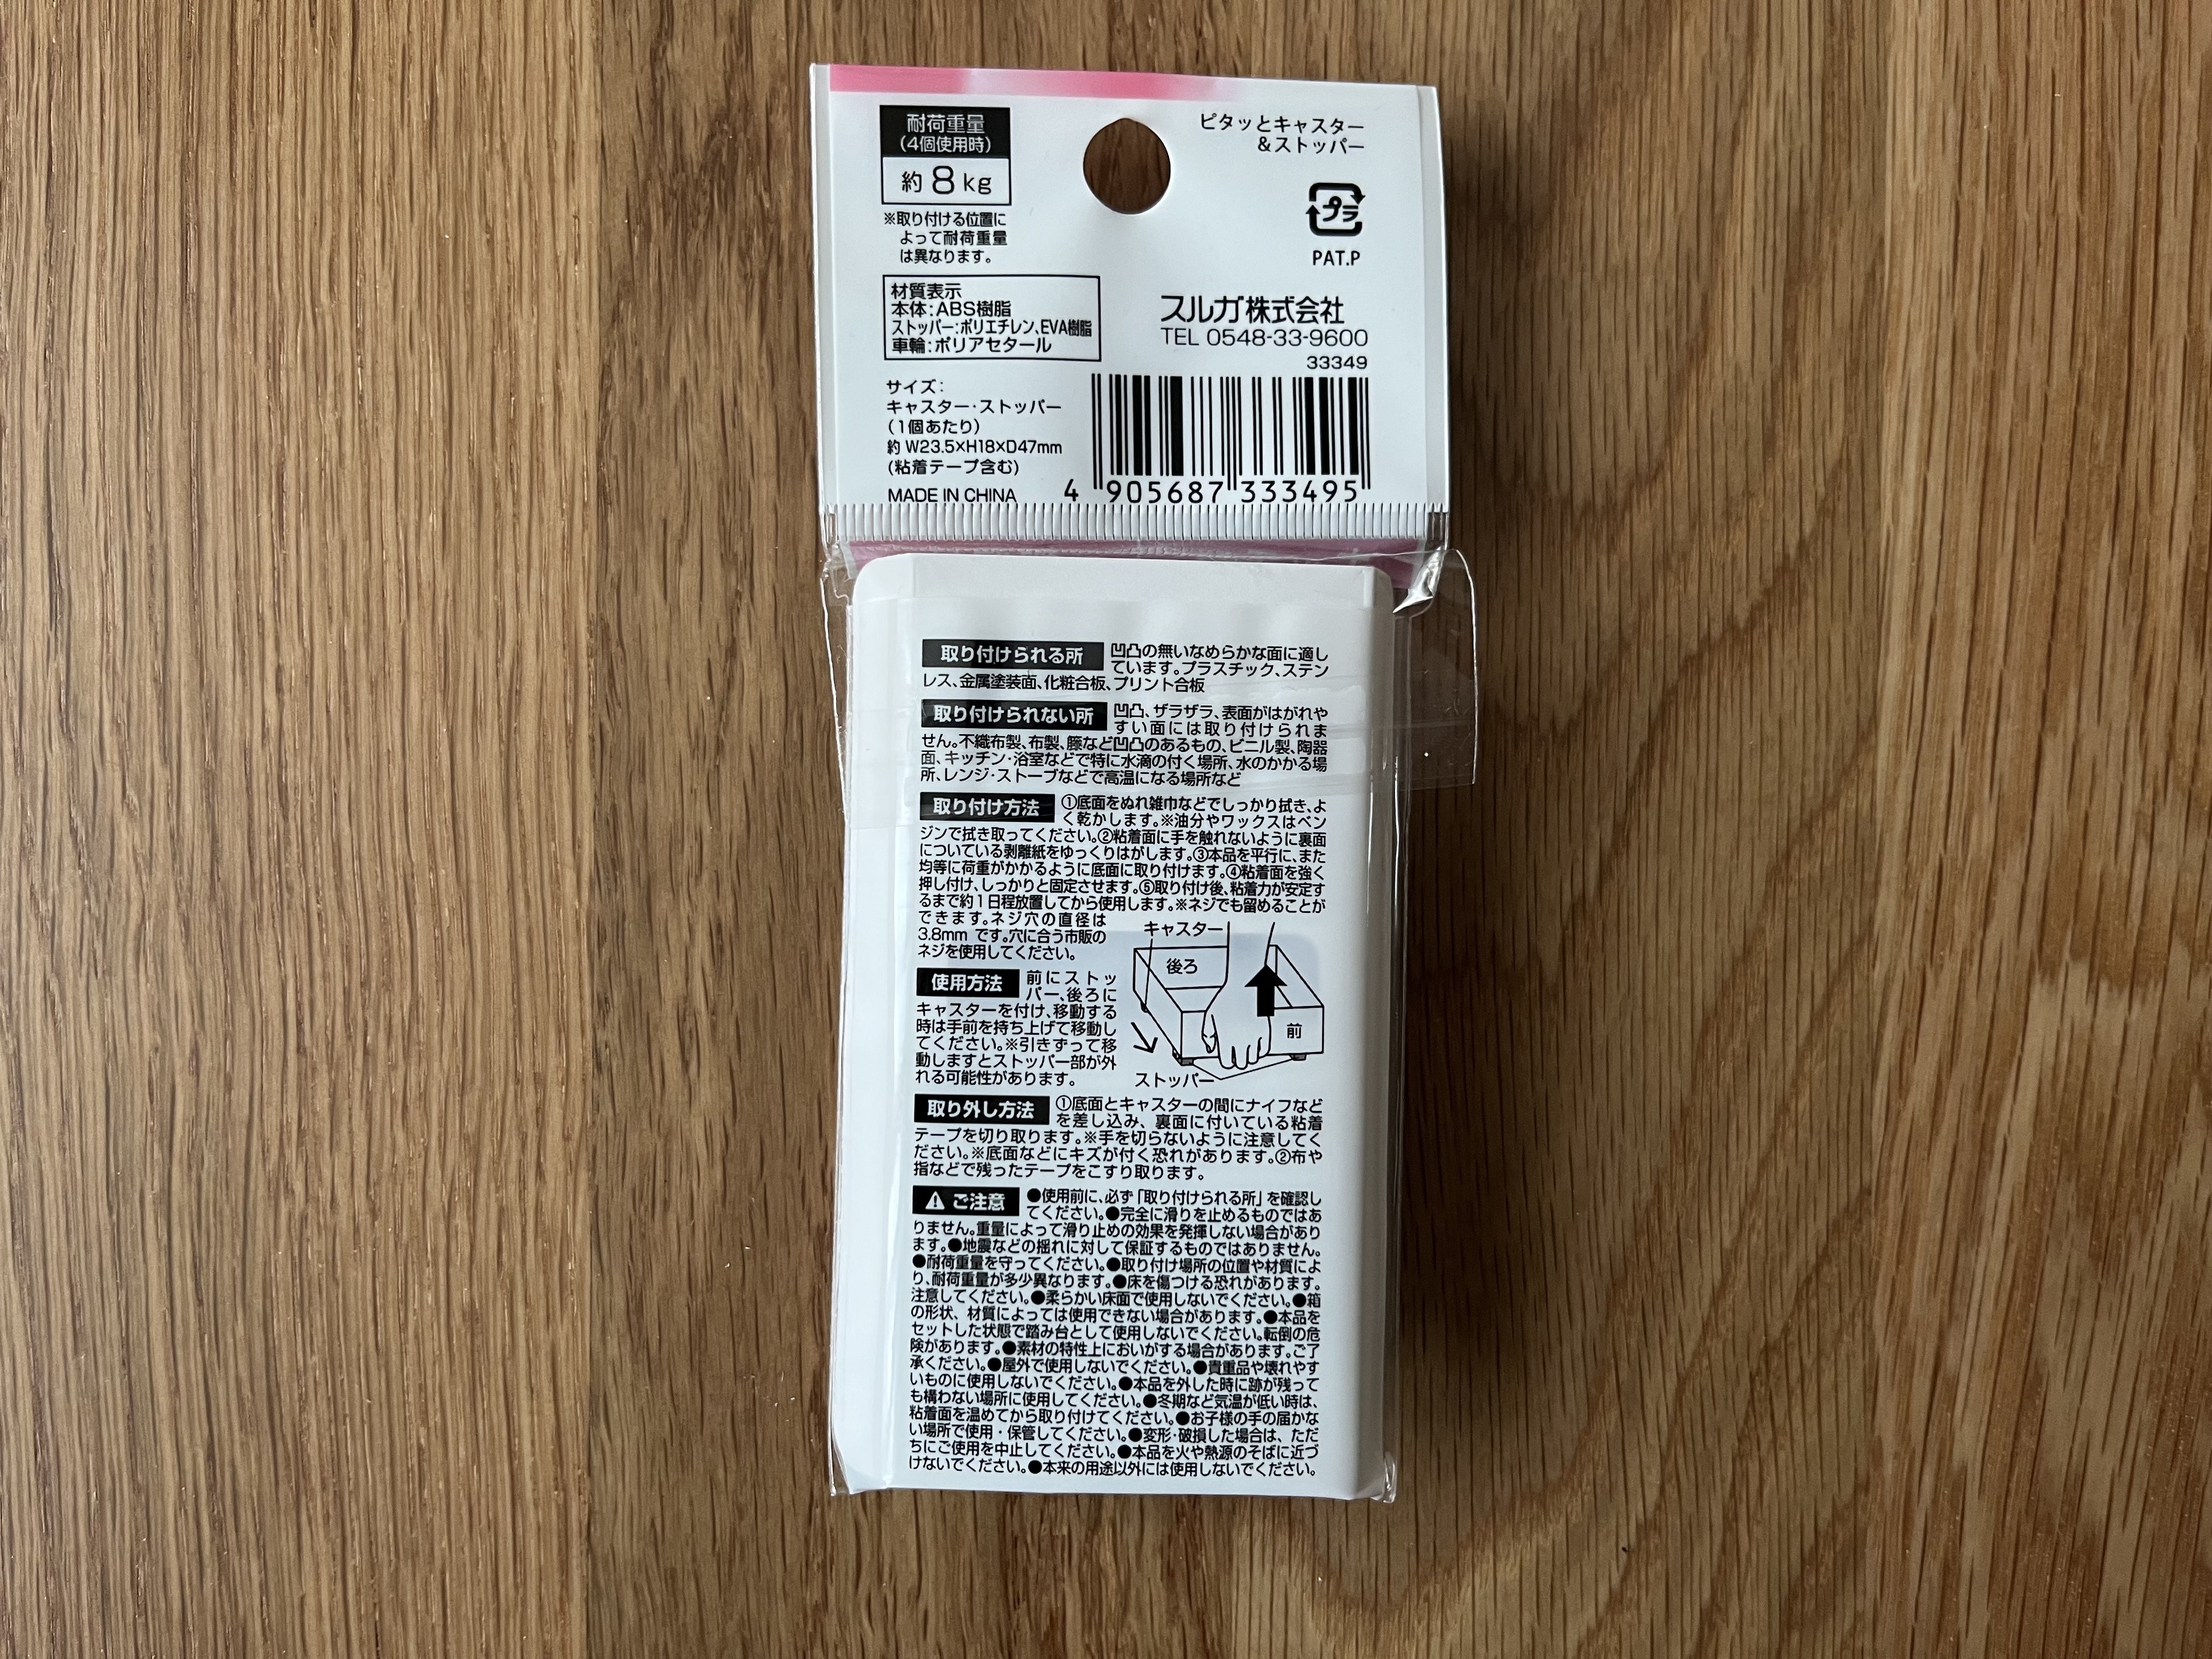 耐荷重量
(4個使用時)
約8kg
※取り付ける位置に
よって耐荷重量
は異なります。
ピタッとキャスター
&ストッパー
プラ
PAT.P
材質表示
本体:ABS樹脂
ストッパー:ポリエチレン、EVA樹脂
車輪:ポリアセタール
スルガ株式会社
TEL 0548-33-9600
33349
サイズ:
キャスター・ストッパー
(1個あたり)
約 W23.5×H18×D47mm
(粘着テープ含む)
MADE IN CHINA
4 905687 333495
取り付けられる所 凹凸の無いなめらかな面に適し
ています。プラスチック、ステン
レス、金属塗装面、化粧合板、プリント合板
取り付けられない所 凹凸、ザラザラ、表面がはがれや
すい面には取り付けられま
せん。不織布製、布製、籐など凹凸のあるもの、ビニル製、陶器
面、キッチン・浴室などで特に水滴の付く場所、水のかかる場
所、レンジ・ストーブなどで高温になる場所など
取り付け方法 ①底面をぬれ雑巾などでしっかり拭き、よ
く乾かします。※油分やワックスはベン
ジンで拭き取ってください。②粘着面に手を触れないように裏面
についている剥離紙をゆっくりはがします。③本品を平行に、また
均等に荷重がかかるように底面に取り付けます。④粘着面を強く
押し付け、しっかりと固定させます。⑤取り付け後、粘着力が安定す
るまで約1日程放置してから使用します。※ネジでも留めることが
できます。ネジ穴の直径は
3.8mm です。穴に合う市販の
ネジを使用してください。
使用方法 前にストッ
パー、後ろに
キャスターを付け、移動する
時は手前を持ち上げて移動し
てください。※引きずって移
動しますとストッパー部が外
れる可能性があります。
キャスター
後ろ
前
ストッパー
取り外し方法 ①底面とキャスターの間にナイフなど
を差し込み、裏面に付いている粘着
テープを切り取ります。※手を切らないように注意してく
ださい。※底面などにキズが付く恐れがあります。②布や
指などで残ったテープをこすり取ります。
ご注意 ●使用前に、必ず「取り付けられる所」を確認し
てください。●完全に滑りを止めるものではあ
りません。重量によって滑り止めの効果を発揮しない場合があり
ます。●地震などの揺れに対して保証するものではありません。
●耐荷重量を守ってください。●取り付け場所の位置や材質によ
り、耐荷重量が多少異なります。●床を傷つける恐れがあります。
注意してください。●柔らかい床面で使用しないでください。●箱
の形状、材質によっては使用できない場合があります。●本品を
セットした状態で踏み台として使用しないでください。転倒の危
険があります。●素材の特性上においがする場合があります。ご了
承ください。●屋外で使用しないでください。●貴重品や壊れやす
いものに使用しないでください。●本品を外した時に跡が残って
も構わない場所に使用してください。●冬期など気温が低い時は、
粘着面を温めてから取り付けてください。●お子様の手の届かな
い場所で使用・保管してください。●変形・破損した場合は、ただ
ちにご使用を中止してください。●本品を火や熱源のそばに近づ
けないでください。●本来の用途以外には使用しないでください。